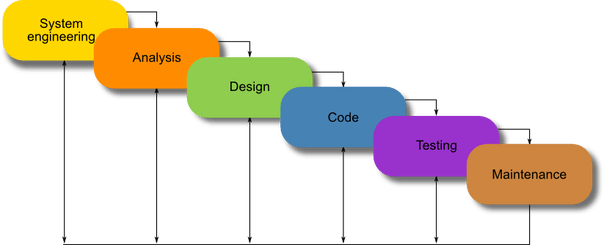 System
engineering
Analysis
Design
Code
Testing
Maintenance